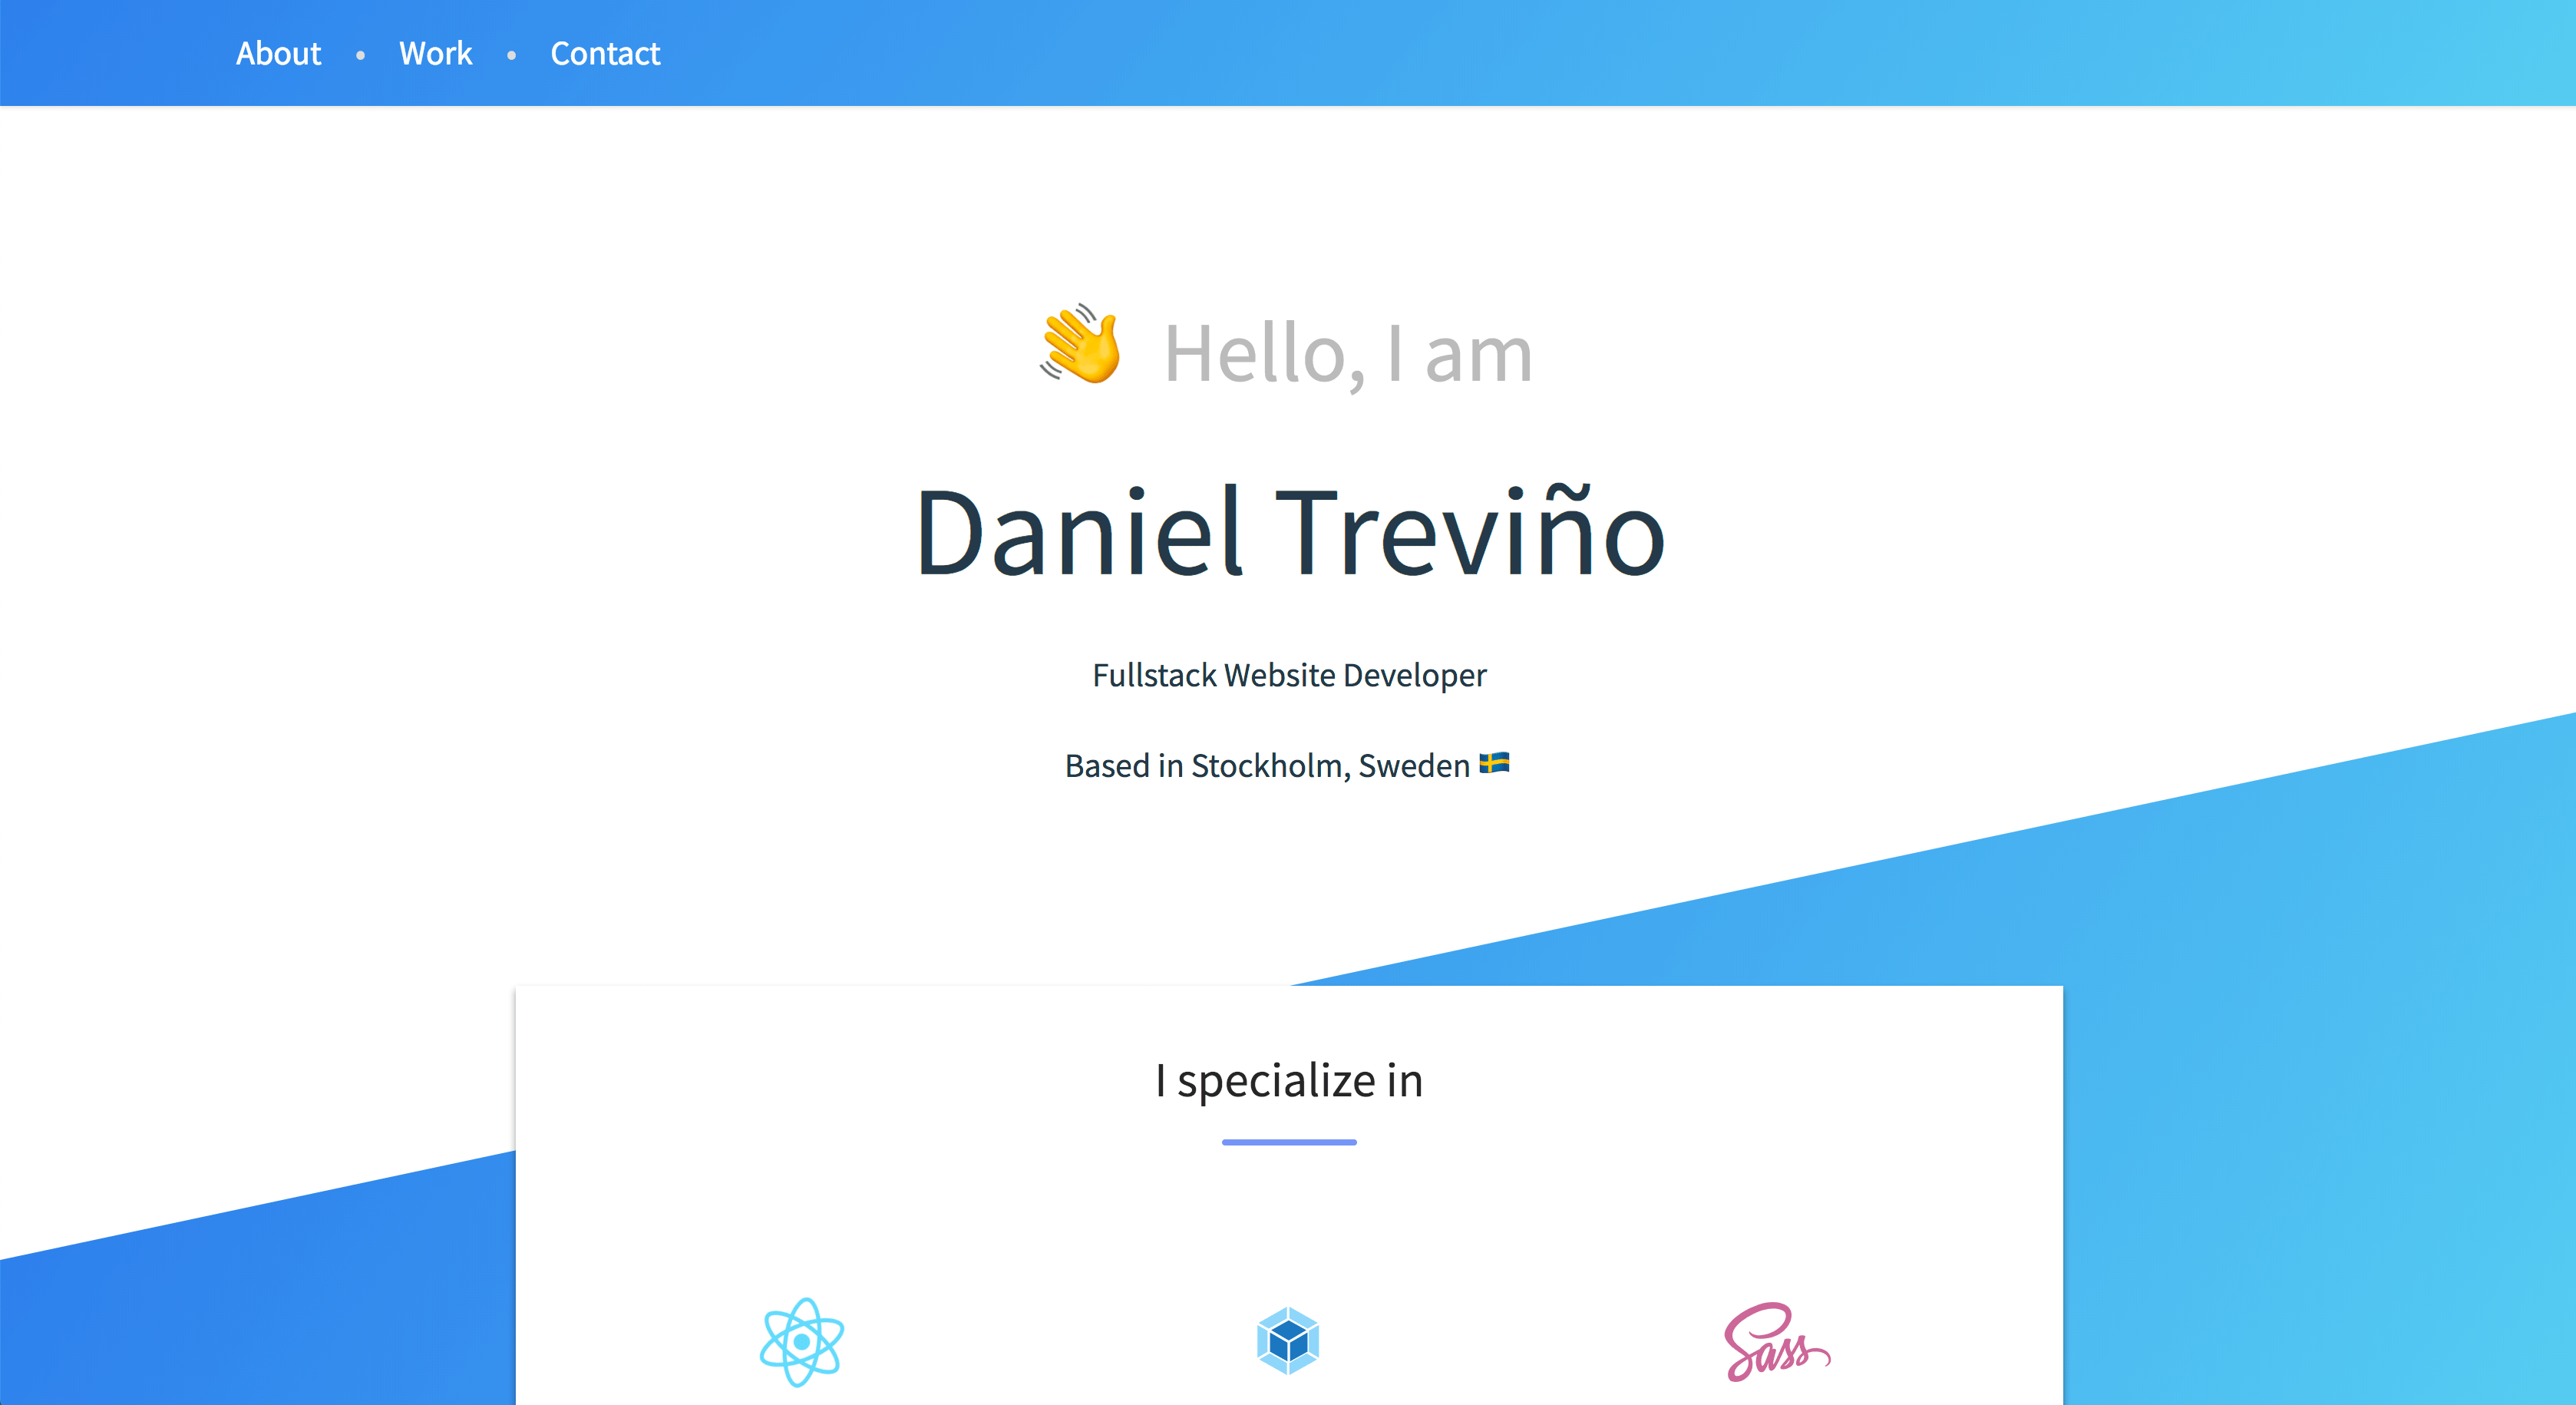 About • Work • Contact
👋 Hello, I am
Daniel Treviño
Fullstack Website Developer
Based in Stockholm, Sweden 🇸🇪
I specialize in
Sass